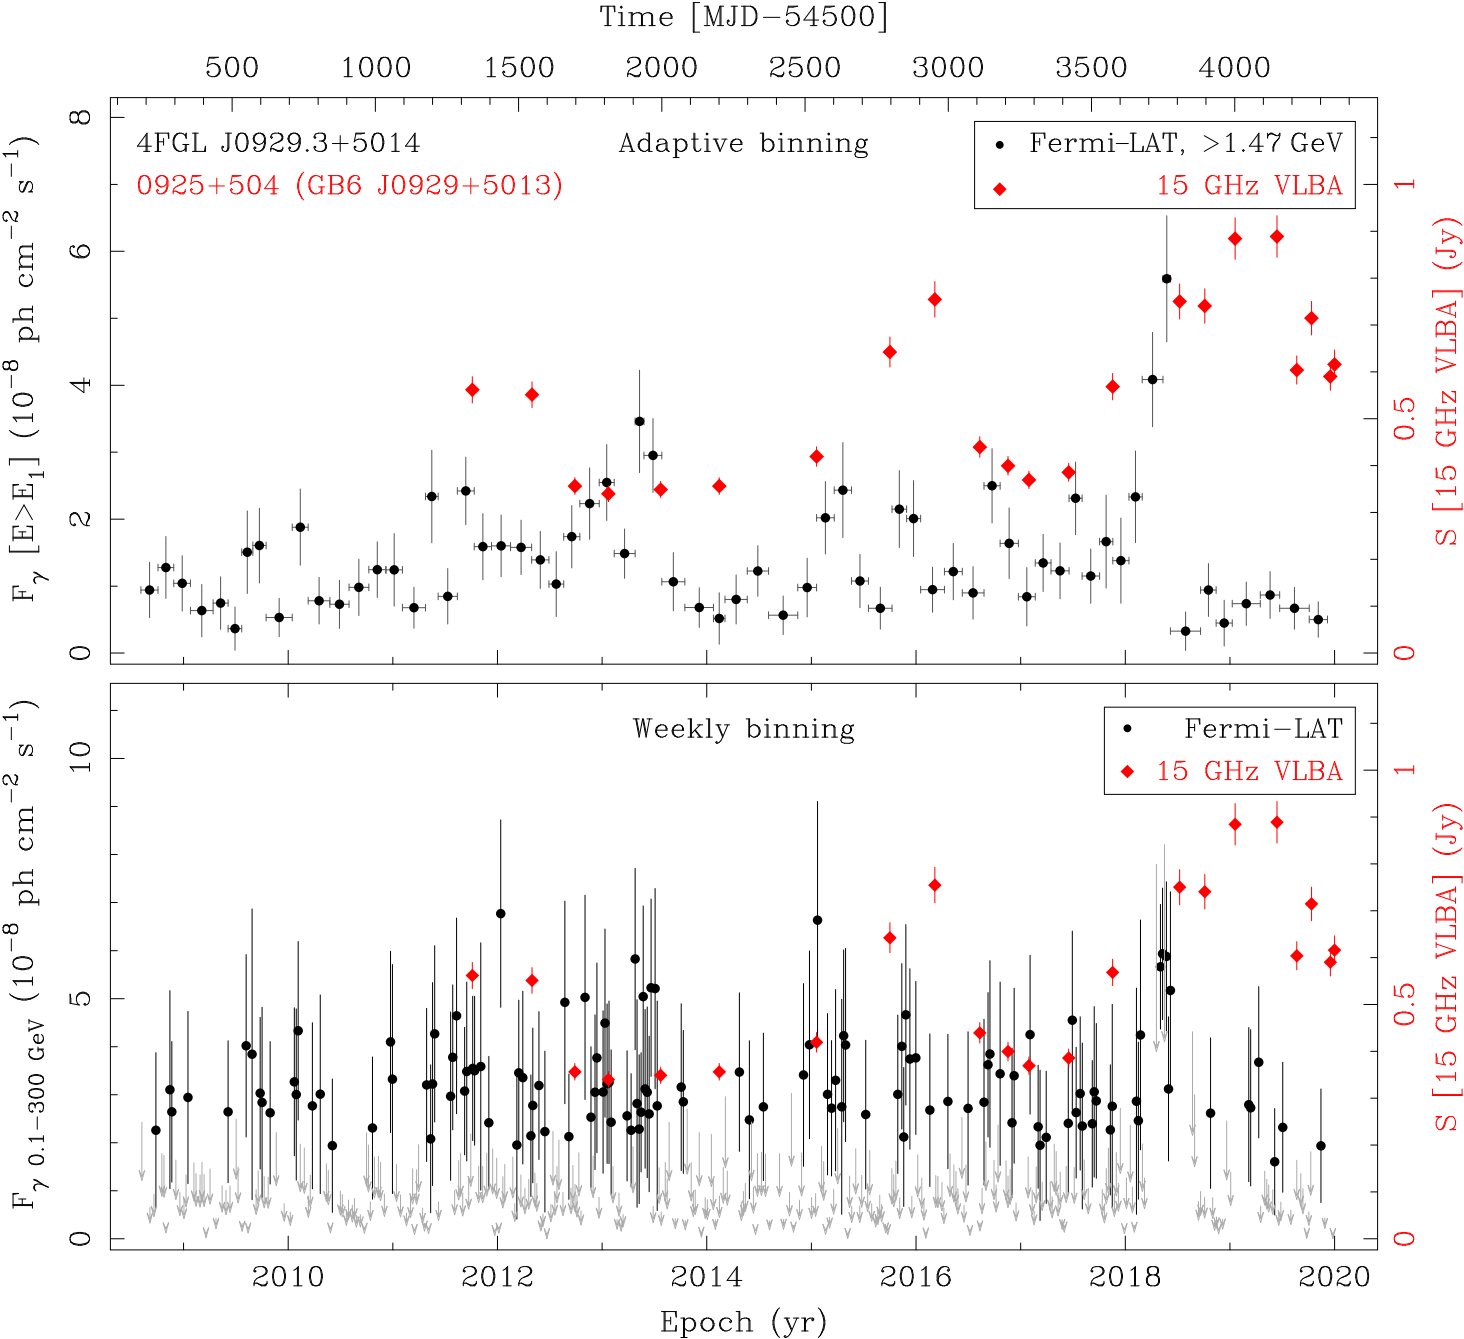 Time [MJD−54500]
500 1000 1500 2000 2500 3000 3500 4000
4FGL J0929.3+5014
0925+504 (GB6 J0929+5013)
Adaptive binning
Fermi−LAT, >1.47 GeV
15 GHz VLBA
F_γ [E>E_1] (10^−8 ph cm^−2 s^−1)
8
6
4
2
0
S [15 GHz VLBA] (Jy)
1
0.5
0
Weekly binning
Fermi−LAT
15 GHz VLBA
F_γ 0.1−300 Gev (10^−8 ph cm^−2 s^−1)
10
5
0
S [15 GHz VLBA] (Jy)
1
0.5
0
2010 2012 2014 2016 2018 2020
Epoch (yr)